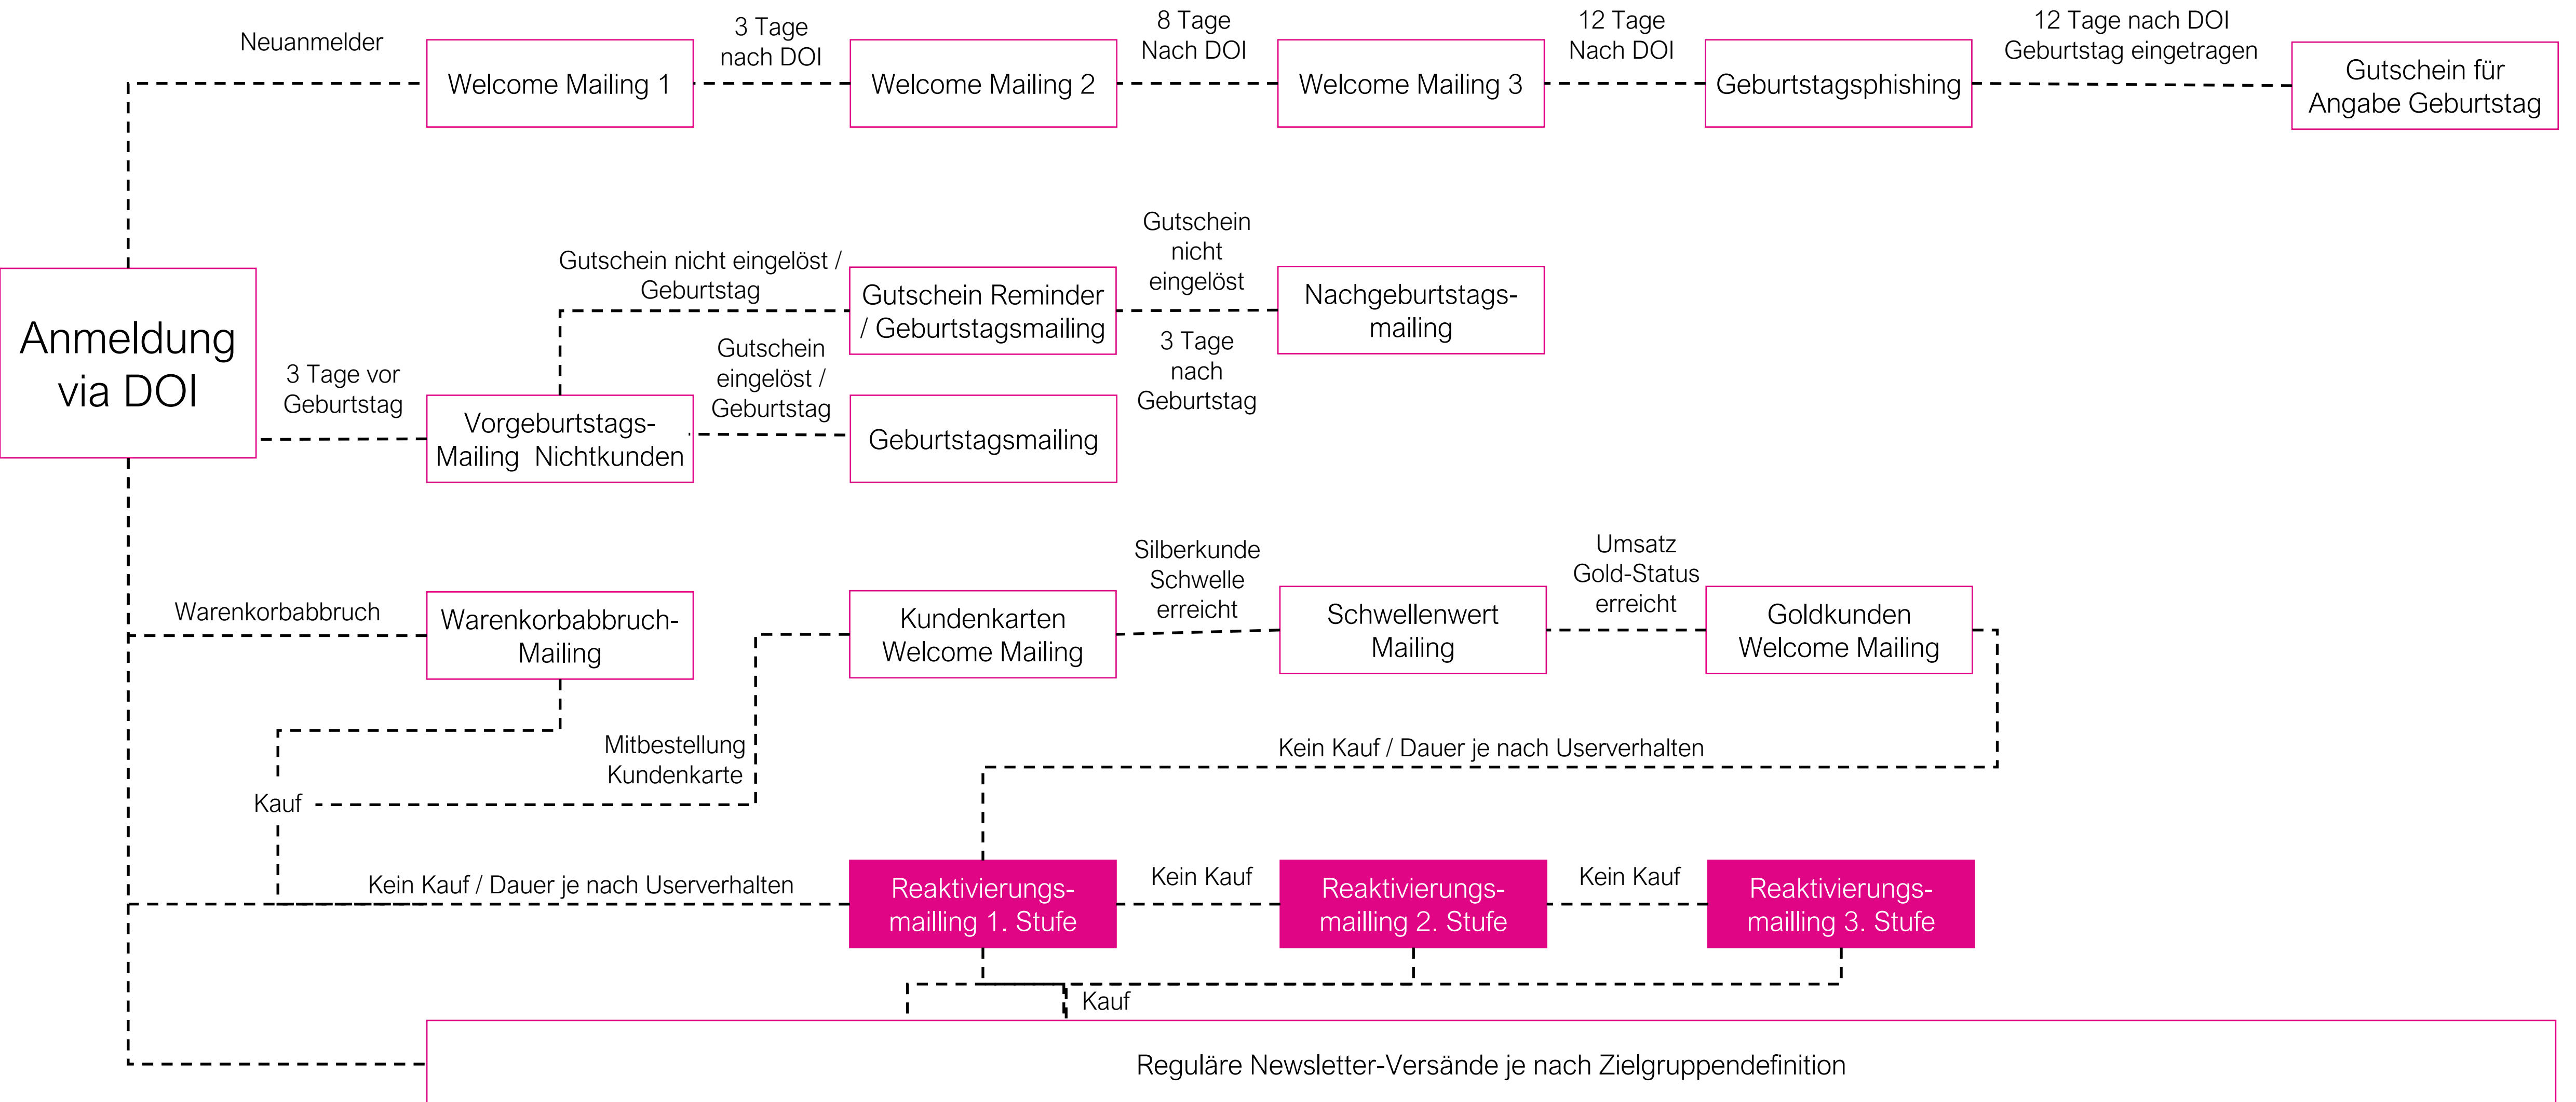 Neuanmelder
Welcome Mailing 1
3 Tage
nach DOI
Welcome Mailing 2
8 Tage
Nach DOI
Welcome Mailing 3
12 Tage
Nach DOI
Geburtstagsphishing
12 Tage nach DOI
Geburtstag eingetragen
Gutschein für
Angabe Geburtstag
Anmeldung
via DOI
3 Tage vor
Geburtstag
Vorgeburtstags-
Mailing Nichtkunden
Gutschein nicht eingelöst /
Geburtstag
Gutschein Reminder
/ Geburtstagsmailing
Gutschein
nicht
eingelöst
3 Tage
nach
Geburtstag
Nachgeburtstags-
mailing
Gutschein
eingelöst /
Geburtstag
Geburtstagsmailing
Warenkorbabbruch
Warenkorbabbruch-
Mailing
Kauf
Mitbestellung
Kundenkarte
Kundenkarten
Welcome Mailing
Silberkunde
Schwelle
erreicht
Schwellenwert
Mailing
Umsatz
Gold-Status
erreicht
Goldkunden
Welcome Mailing
Kein Kauf / Dauer je nach Userverhalten
Kein Kauf / Dauer je nach Userverhalten
Reaktivierungs-
mailling 1. Stufe
Kein Kauf
Reaktivierungs-
mailling 2. Stufe
Kein Kauf
Reaktivierungs-
mailling 3. Stufe
Kauf
Reguläre Newsletter-Versände je nach Zielgruppendefinition